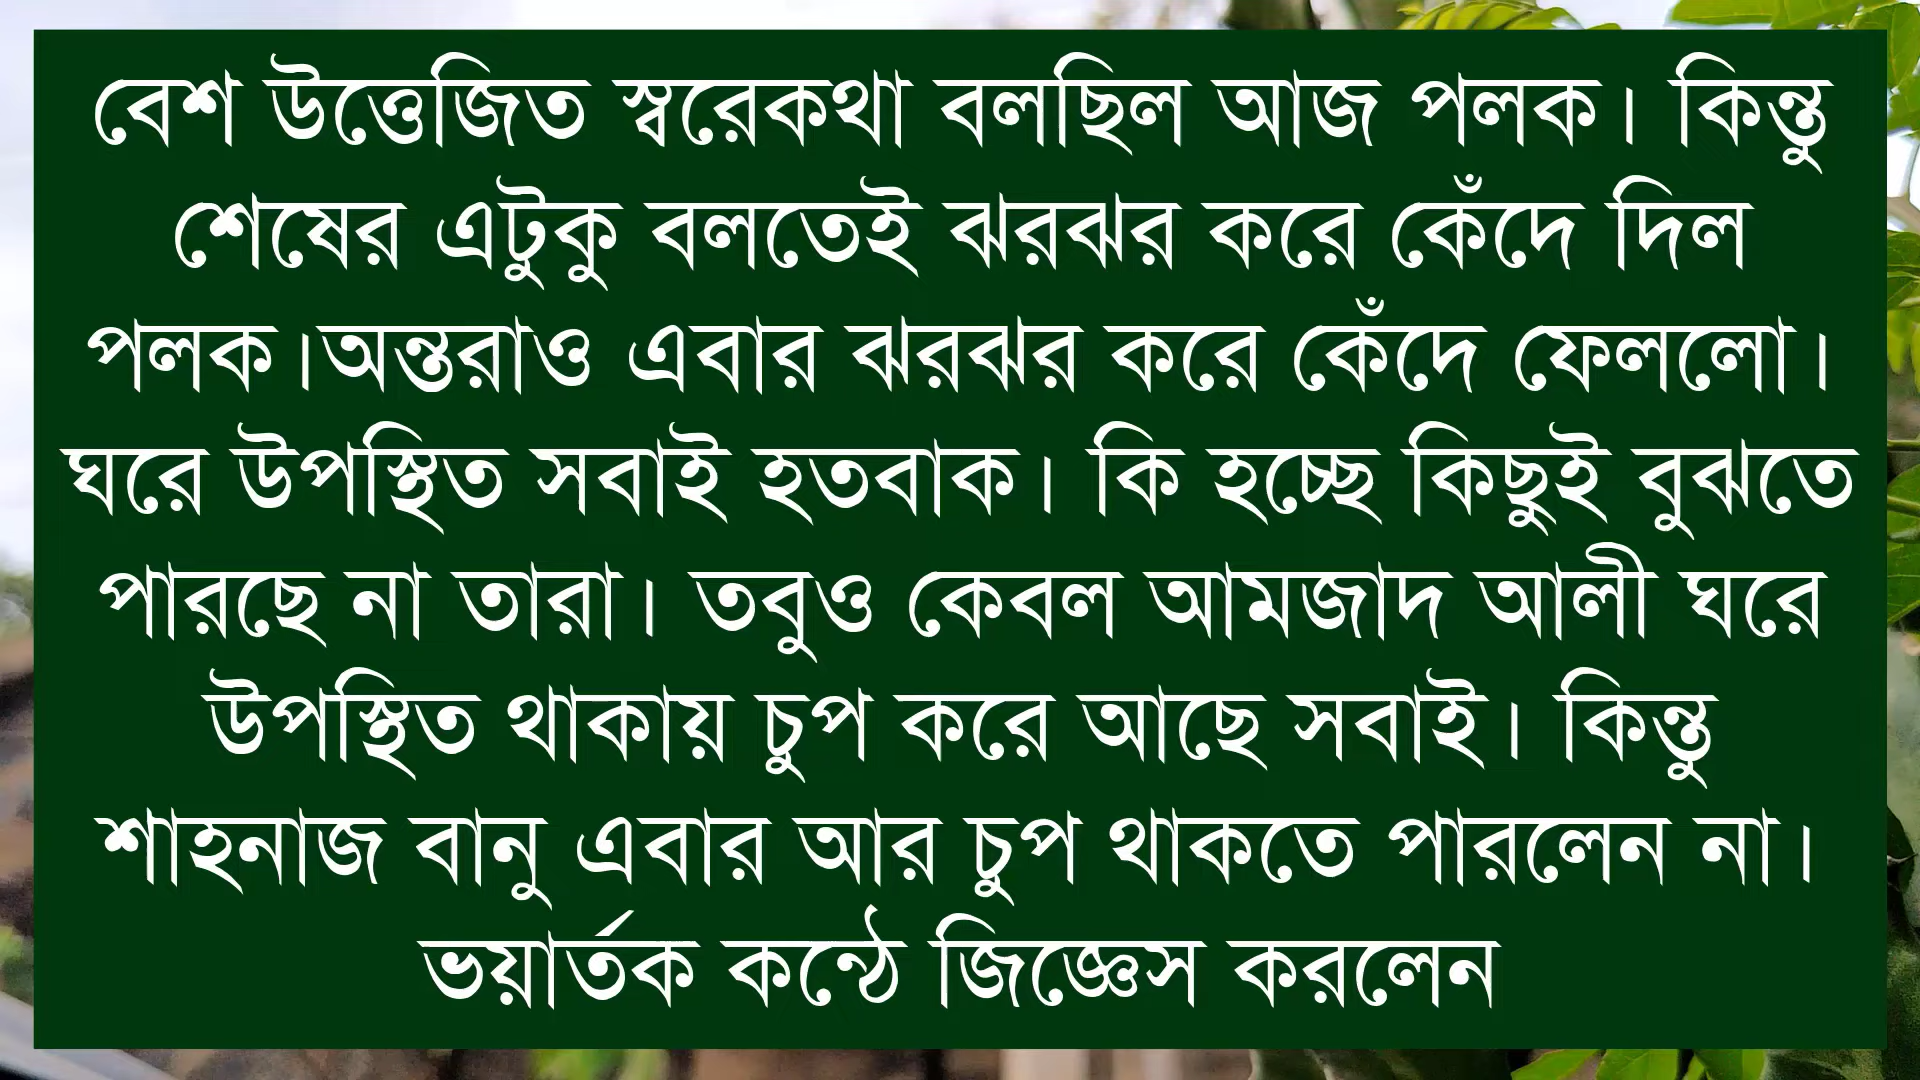 বেশ উত্তেজিত স্বরেকথা বলছিল আজ পলক। কিন্তু
শেষের এটুকু বলতেই ঝরঝর করে কেঁদে দিল
পলক।অন্তরাও এবার ঝরঝর করে কেঁদে ফেললো।
ঘরে উপস্থিত সবাই হতবাক। কি হচ্ছে কিছুই বুঝতে
পারছে না তারা। তবুও কেবল আমজাদ আলী ঘরে
উপস্থিত থাকায় চুপ করে আছে সবাই। কিন্তু
শাহনাজ বানু এবার আর চুপ থাকতে পারলেন না।
ভয়ার্তক কন্ঠে জিজ্ঞেস করলেন